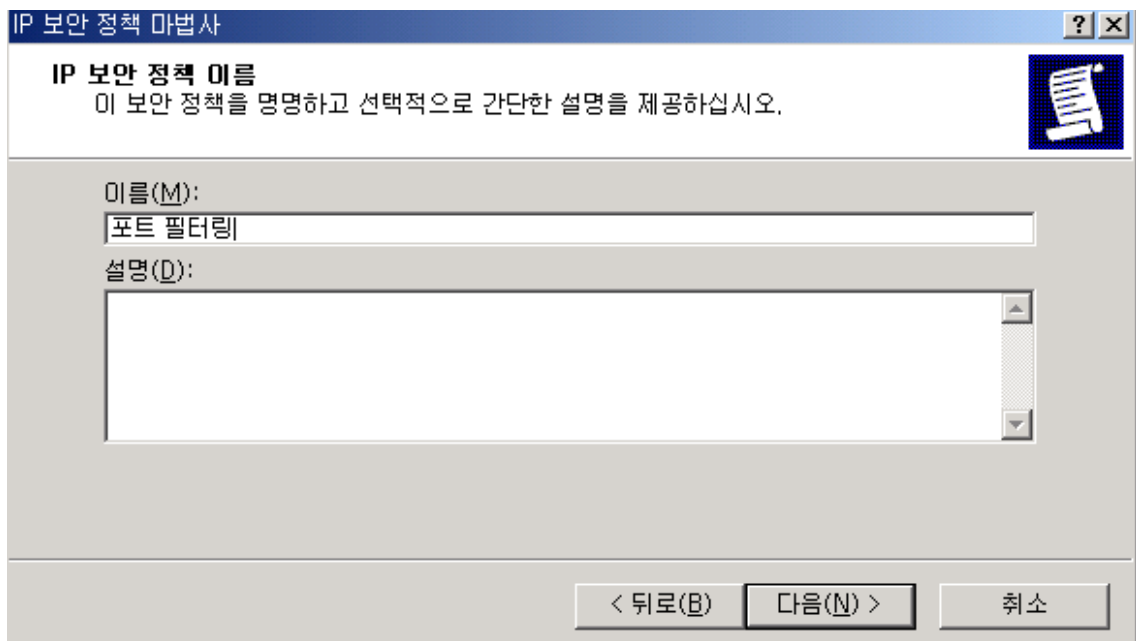 IP 보안 정책 마법사
IP 보안 정책 이름
이 보안 정책을 명명하고 선택적으로 간단한 설명을 제공하십시오.
이름(M):
포트 필터링
설명(D):
< 뒤로(B) 다음(N) > 취소